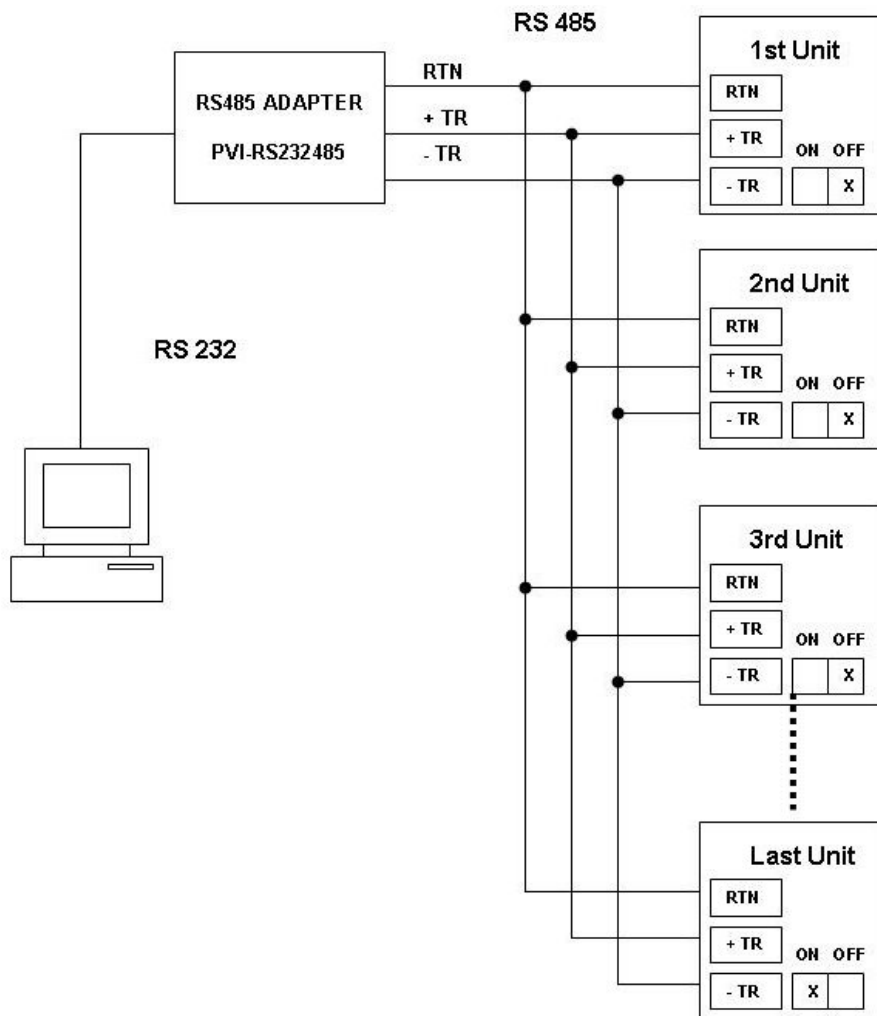 RS 485
RS485 ADAPTER
PVI-RS232485
RTN
+ TR
- TR
RS 232
1st Unit
RTN
+ TR
ON OFF
- TR
X
2nd Unit
RTN
+ TR
ON OFF
- TR
X
3rd Unit
RTN
+ TR
ON OFF
- TR
X
Last Unit
RTN
+ TR
ON OFF
- TR
X